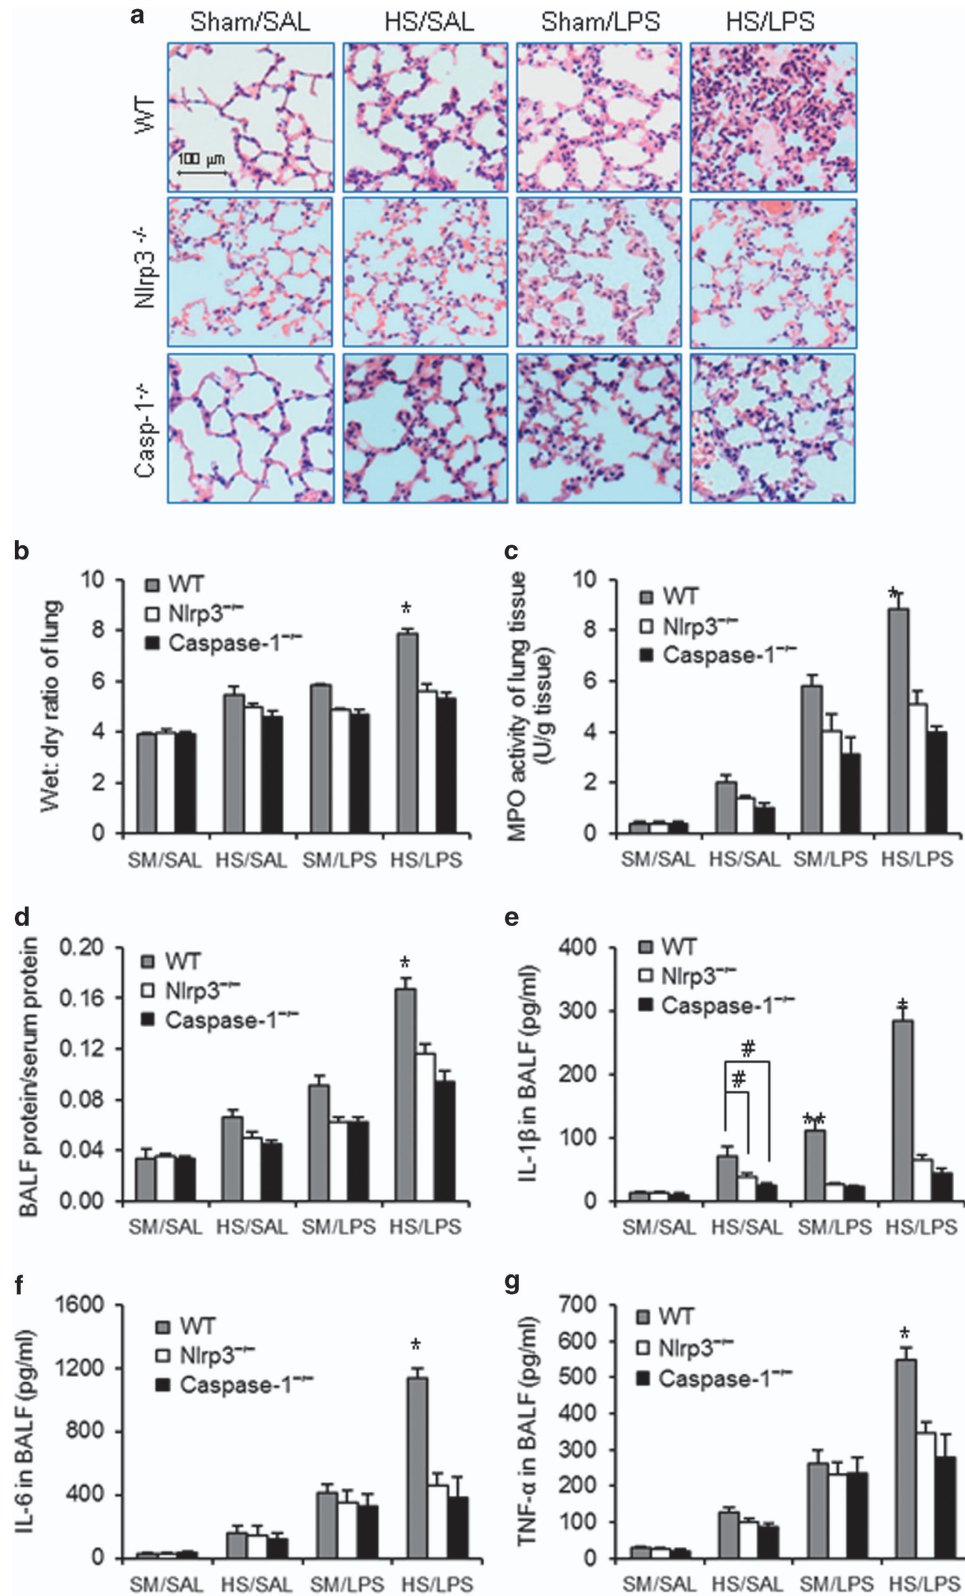 a
Sham/SAL HS/SAL Sham/LPS HS/LPS
WT
100 µm
Nlrp3 -/-
Casp-1-/-
b
Wet: dry ratio of lung
10
8
6
4
2
0
WT
Nlrp3−/−
Caspase-1−/−
*
SM/SAL HS/SAL SM/LPS HS/LPS
c
MPO activity of lung tissue
(U/g tissue)
10
8
6
4
2
0
WT
Nlrp3−/−
Caspase-1−/−
*
SM/SAL HS/SAL SM/LPS HS/LPS
d
BALF protein/serum protein
0.20
0.16
0.12
0.08
0.04
0.00
WT
Nlrp3−/−
Caspase-1−/−
*
SM/SAL HS/SAL SM/LPS HS/LPS
e
IL-1β in BALF (pg/ml)
400
300
200
100
0
WT
Nlrp3−/−
Caspase-1−/−
#
#
**
*
SM/SAL HS/SAL SM/LPS HS/LPS
f
IL-6 in BALF (pg/ml)
1600
1200
800
400
0
WT
Nlrp3−/−
Caspase-1−/−
*
SM/SAL HS/SAL SM/LPS HS/LPS
g
TNF-α in BALF (pg/ml)
700
600
500
400
300
200
100
0
WT
Nlrp3−/−
Caspase-1−/−
*
SM/SAL HS/SAL SM/LPS HS/LPS